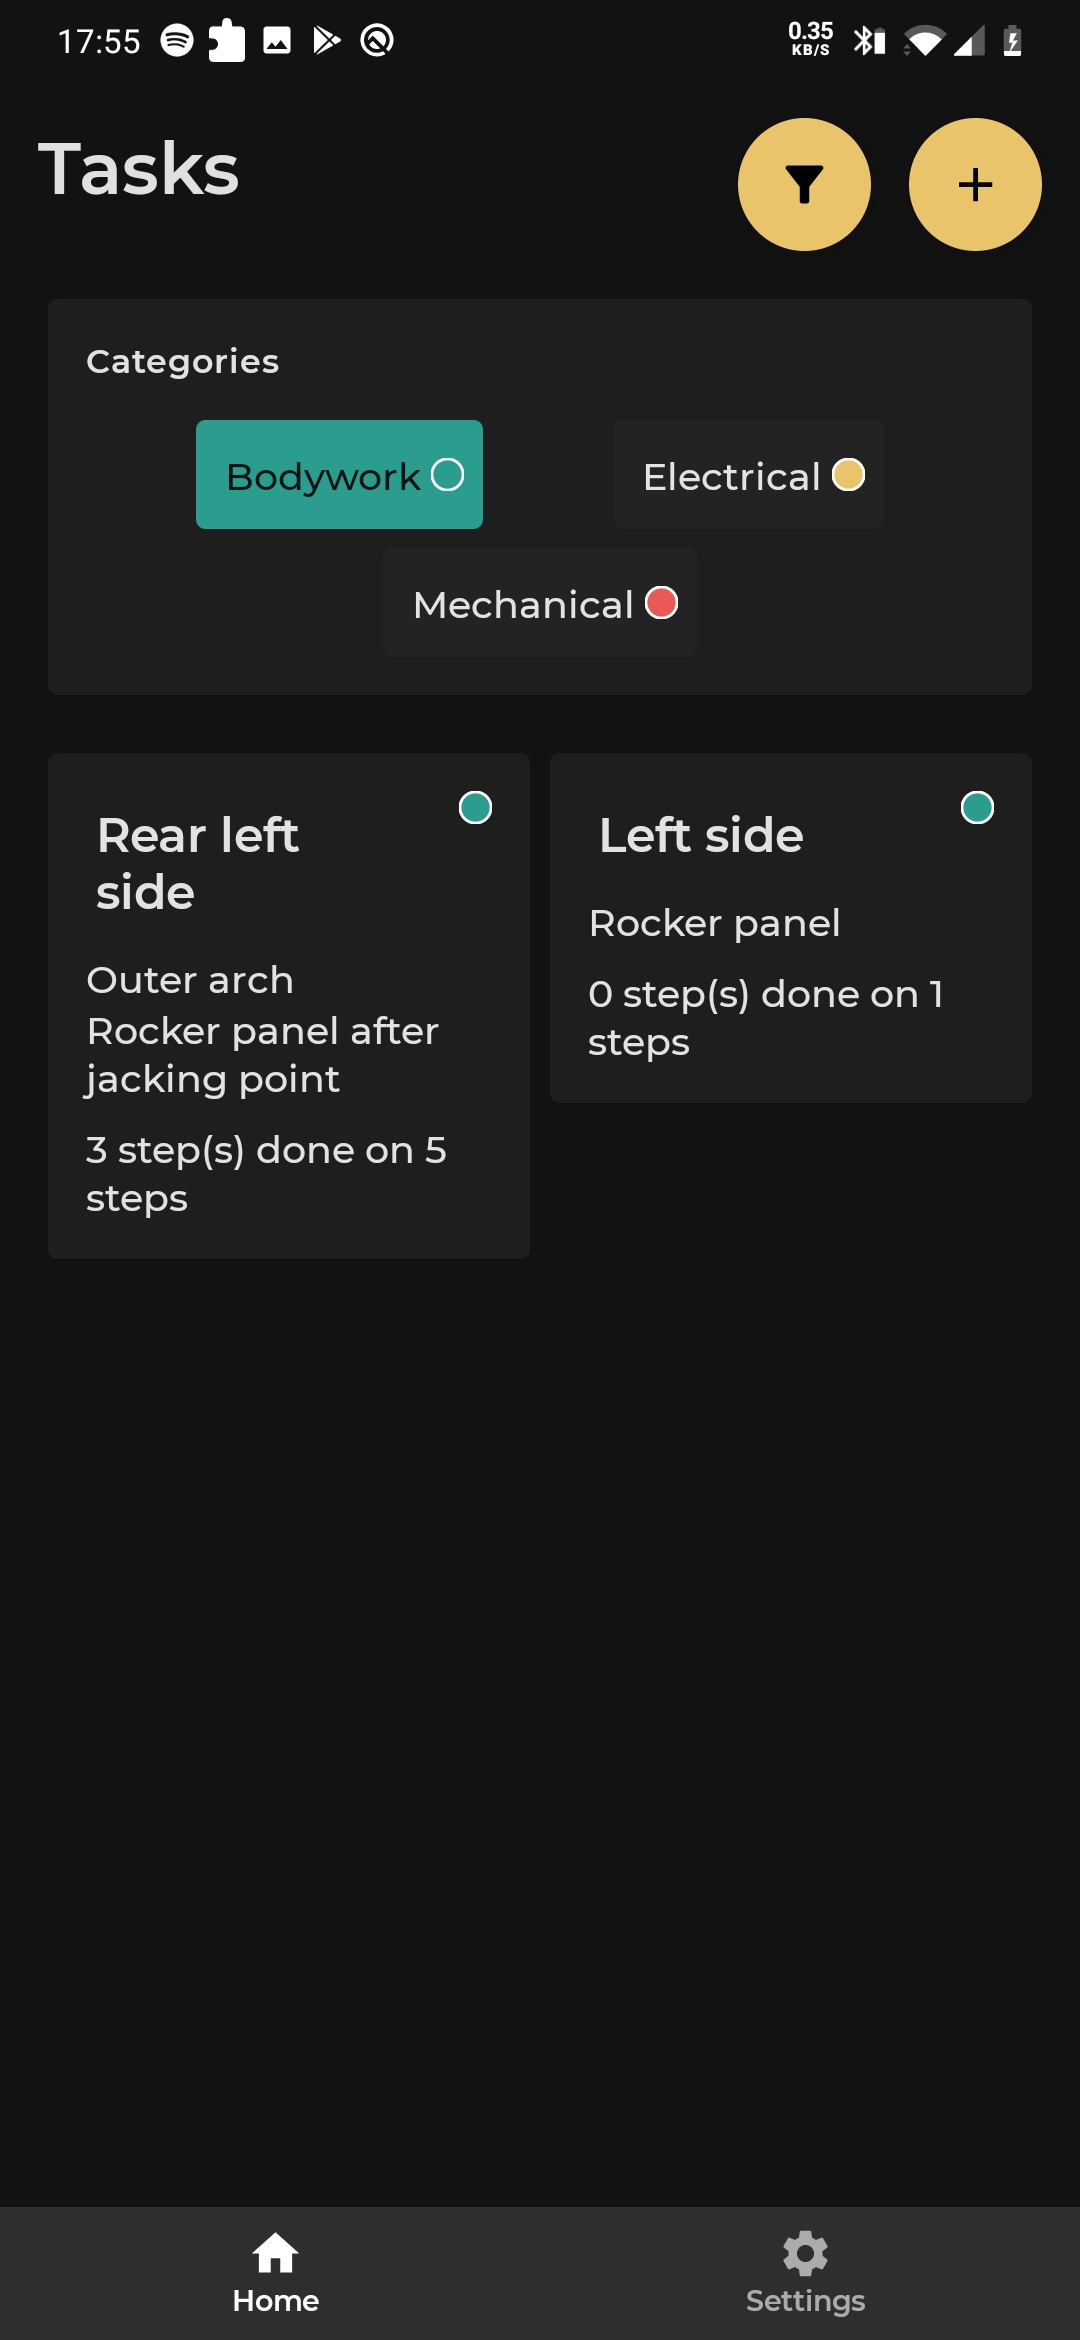 17:55
0.35
KB/S
Tasks
Categories
Bodywork
Electrical
Mechanical
Rear left
side
Outer arch
Rocker panel after
jacking point
3 step(s) done on 5
steps
Left side
Rocker panel
0 step(s) done on 1
steps
Home
Settings